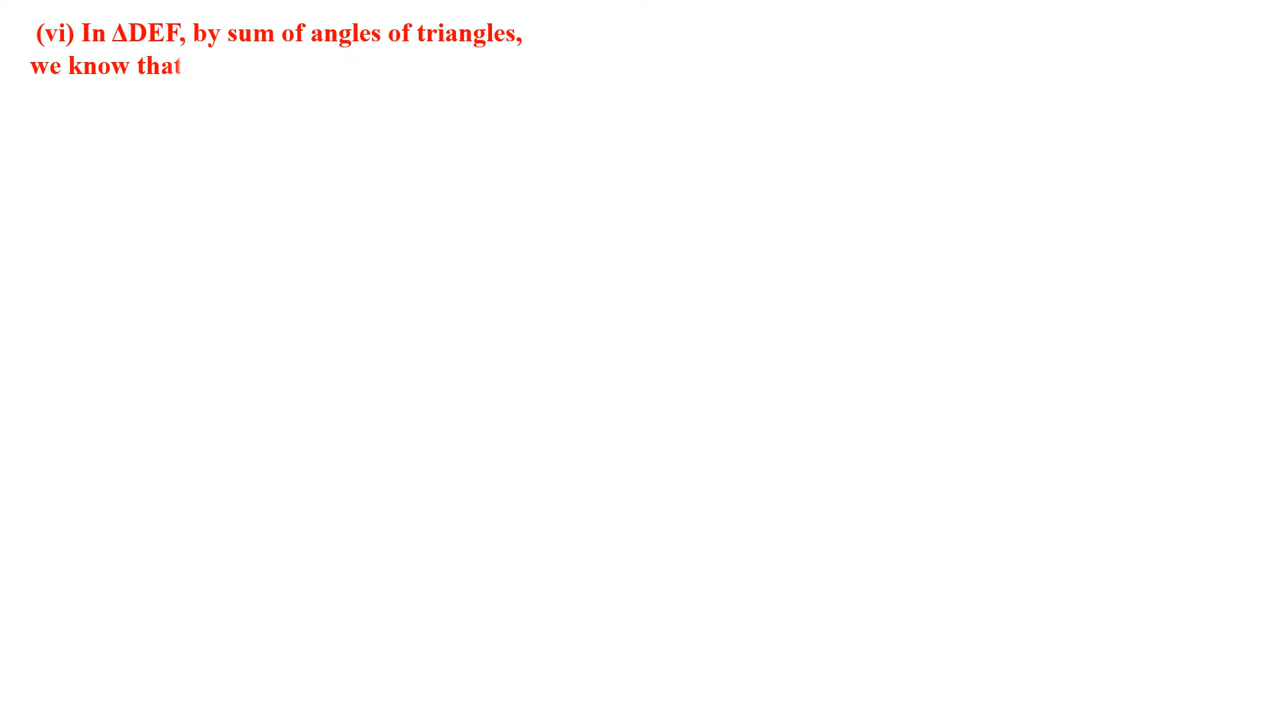 (vi) In ΔDEF, by sum of angles of triangles,
we know that